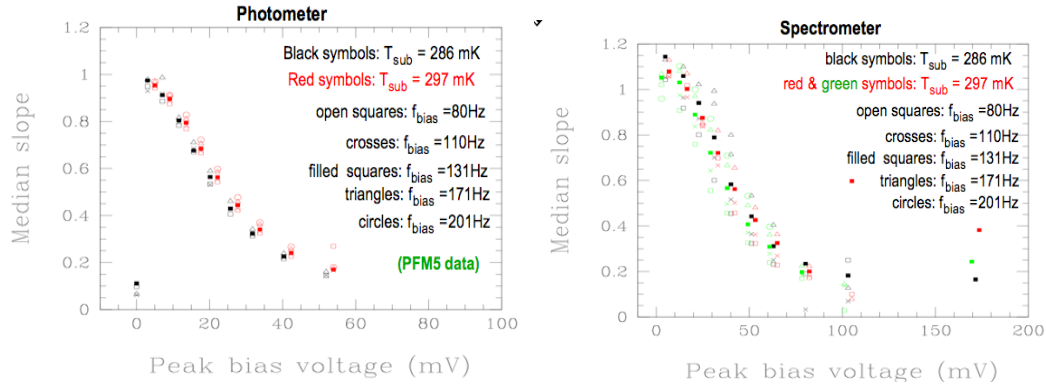 Photometer
Black symbols: Tsub = 286 mK
Red symbols: Tsub = 297 mK
open squares: fbias =80Hz
crosses: fbias =110Hz
filled squares: fbias =131Hz
triangles: fbias =171Hz
circles: fbias =201Hz
(PFM5 data)
Median slope
1.2
1
0.8
0.6
0.4
0.2
0
0
20
40
60
80
100
Peak bias voltage (mV)
Spectrometer
black symbols: Tsub = 286 mK
red & green symbols: Tsub = 297 mK
open squares: fbias =80Hz
crosses: fbias =110Hz
filled squares: fbias =131Hz
triangles: fbias =171Hz
circles: fbias =201Hz
Median slope
1.2
1
0.8
0.6
0.4
0.2
0
0
50
100
150
200
Peak bias voltage (mV)